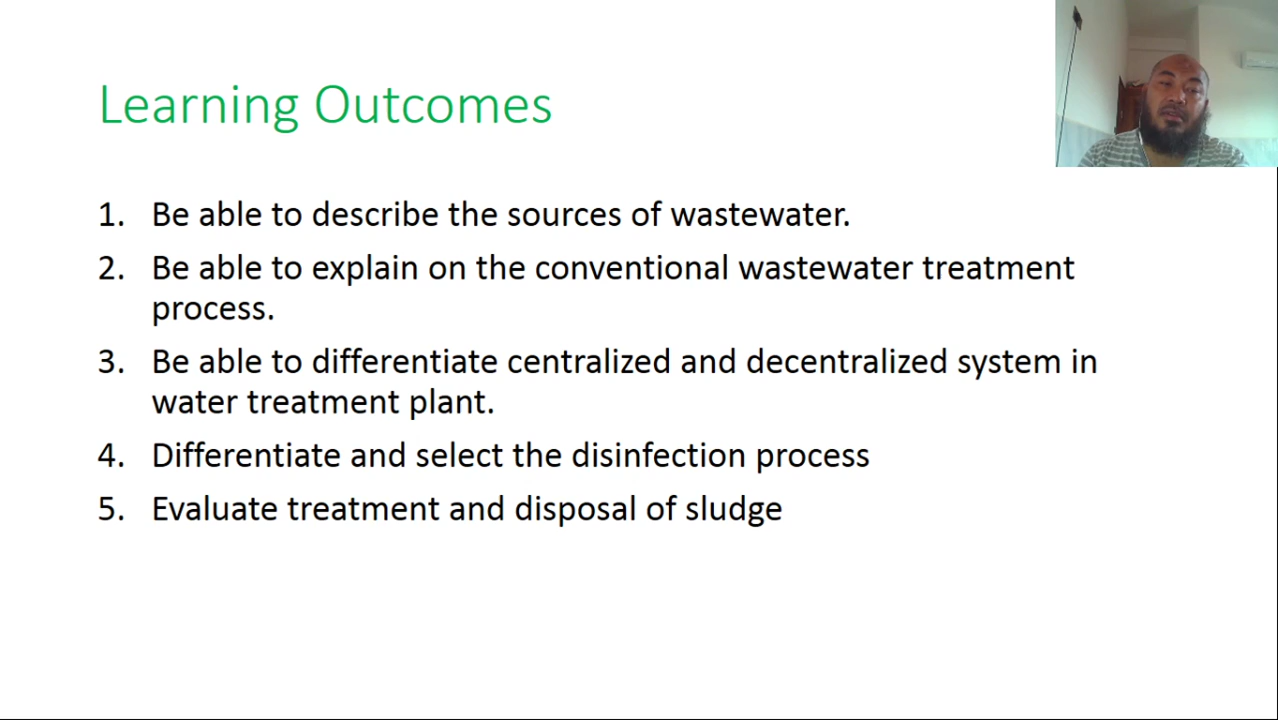 Learning Outcomes
1. Be able to describe the sources of wastewater.
2. Be able to explain on the conventional wastewater treatment
process.
3. Be able to differentiate centralized and decentralized system in
water treatment plant.
4. Differentiate and select the disinfection process
5. Evaluate treatment and disposal of sludge